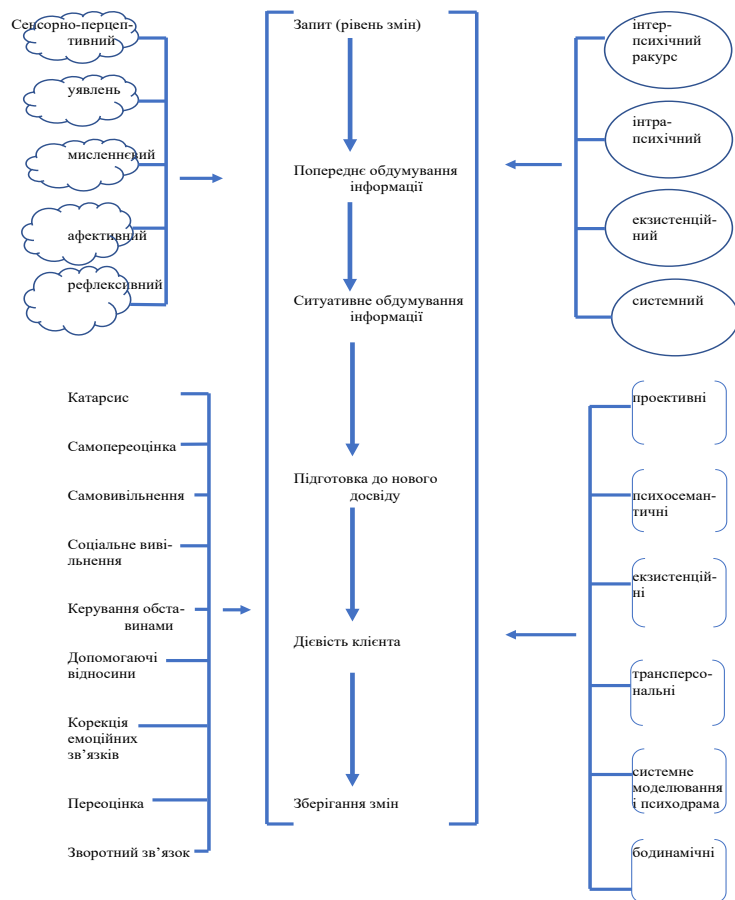 Сенсорно-перцеп-
тивний
уявлень
мисленнєвий
афективний
рефлексивний
Запит (рівень змін)
Попереднє обдумування
інформації
Ситуативне обдумування
інформації
Підготовка до нового
досвіду
Дієвість клієнта
Зберігання змін
інтер-
психічний
ракурс
інтра-
психічний
екзистенцій-
ний
системний
Катарсис
Самопереоцінка
Самовивільнення
Соціальне виві-
льнення
Керування обста-
винами
Допомогаючі
відносини
Корекція
емоційних
зв’язків
Переоцінка
Зворотний зв’язок
проективні
психосеман-
тичні
екзистенцій-
ні
трансперсо-
нальні
системне
моделювання
і психодрама
бодинамічні